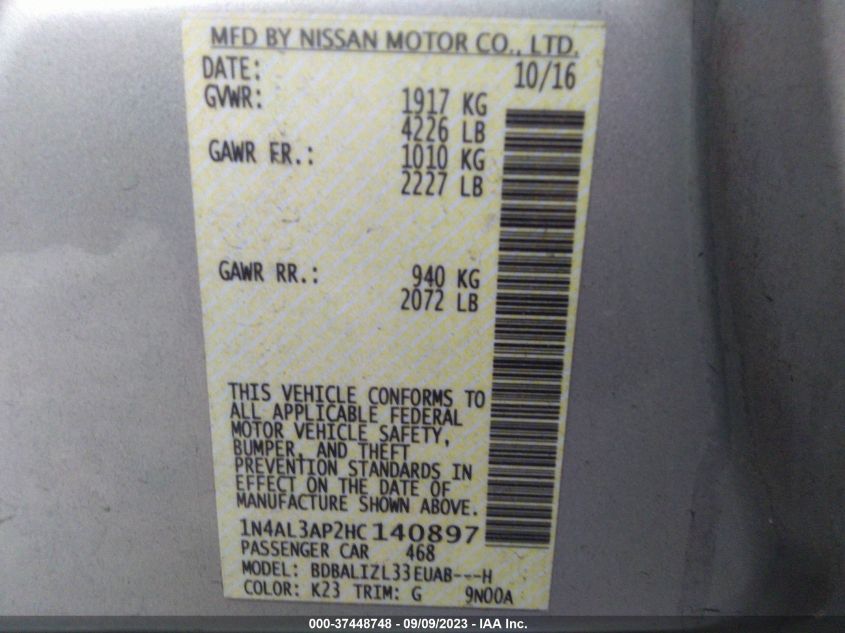 MFD BY NISSAN MOTOR CO., LTD.
DATE: 10/16
GVWR: 1917 KG
4226 LB
GAWR FR.: 1010 KG
2227 LB
GAWR RR.: 940 KG
2072 LB
THIS VEHICLE CONFORMS TO
ALL APPLICABLE FEDERAL
MOTOR VEHICLE SAFETY,
BUMPER, AND THEFT
PREVENTION STANDARDS IN
EFFECT ON THE DATE OF
MANUFACTURE SHOWN ABOVE.
1N4AL3AP2HC140897
PASSENGER CAR 468
MODEL: BDBALIZL33EUAB---H
COLOR: K23 TRIM: G 9N00A
000-37448748 - 09/09/2023 - IAA Inc.